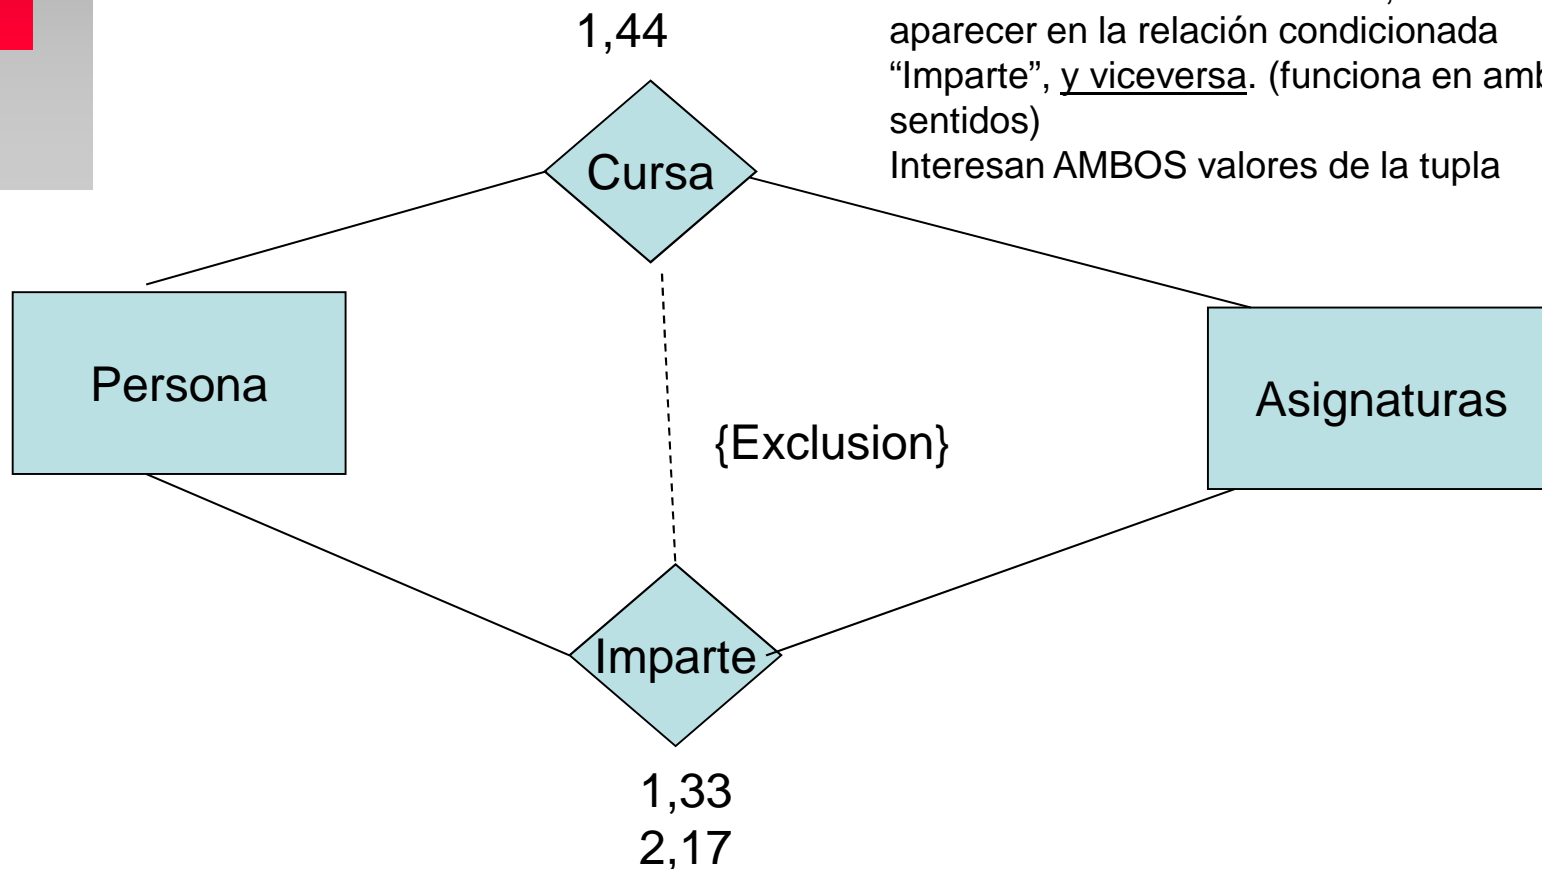 1,44
aparecer en la relación condicionada
“Imparte”, y viceversa. (funciona en
sentidos)
Interesan AMBOS valores de la tupla
Cursa
Persona
Asignaturas
{Exclusion}
Imparte
1,33
2,17